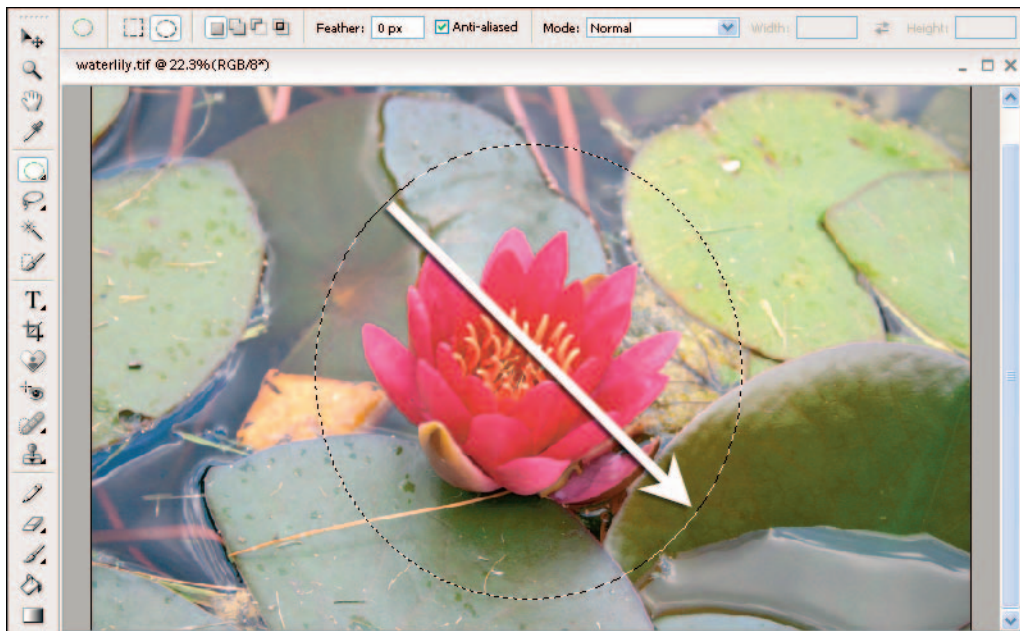 Feather: 0 px Anti-aliased Mode: Normal Width: Height:
waterlily.tif @ 22.3%(RGB/8*)
T